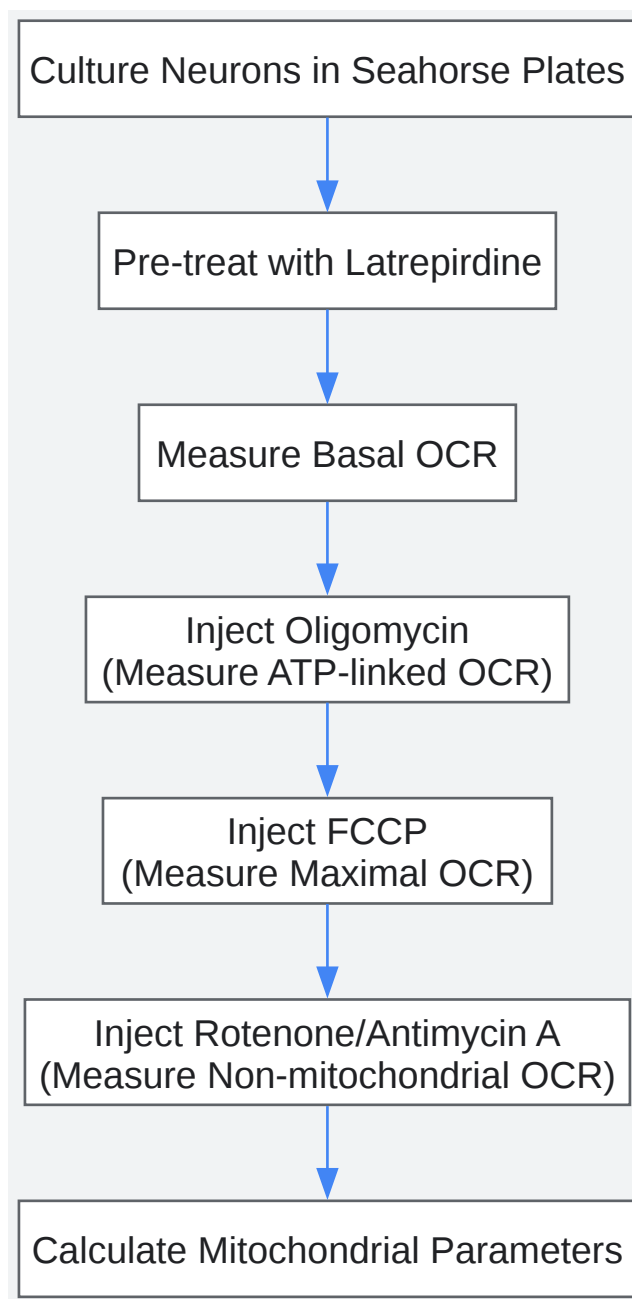 Culture Neurons in Seahorse Plates
Pre-treat with Latrepirdine
Measure Basal OCR
Inject Oligomycin
(Measure ATP-linked OCR)
Inject FCCP
(Measure Maximal OCR)
Inject Rotenone/Antimycin A
(Measure Non-mitochondrial OCR)
Calculate Mitochondrial Parameters